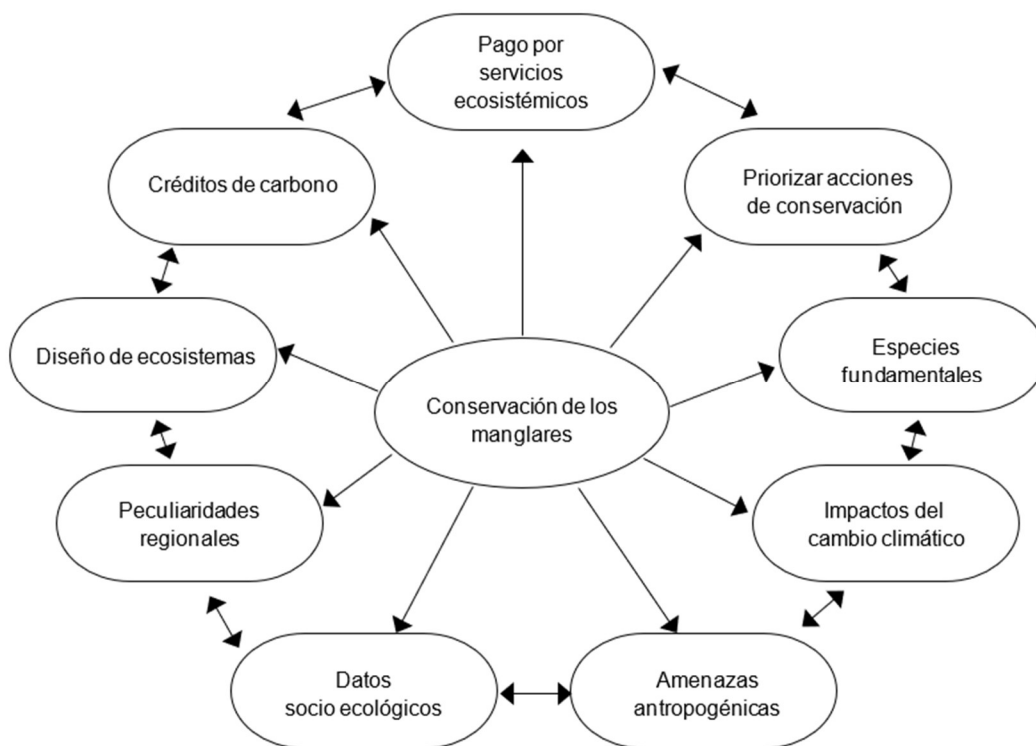 Pago por
servicios
ecosistémicos
Créditos de carbono
Priorizar acciones
de conservación
Diseño de ecosistemas
Especies
fundamentales
Conservación de los
manglares
Peculiaridades
regionales
Impactos del
cambio climático
Datos
socio ecológicos
Amenazas
antropogénicas